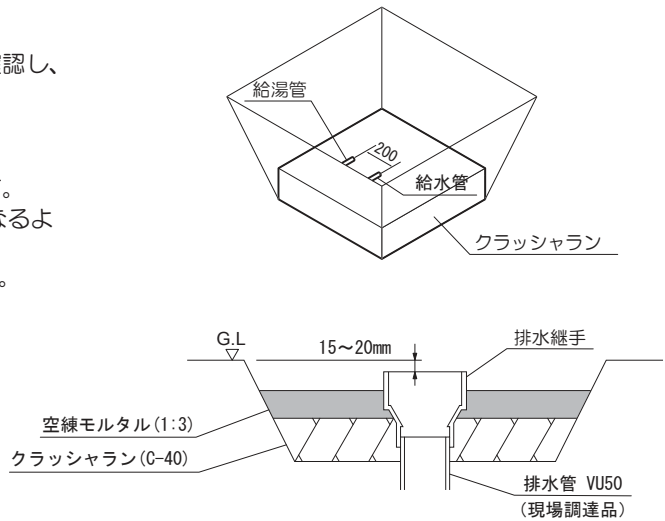 認し、
。
なるよ
。
給湯管
200
給水管
クラッシャラン
G.L
15～20mm
排水継手
空練モルタル(1:3)
クラッシャラン(C-40)
排水管 VU50
(現場調達品)